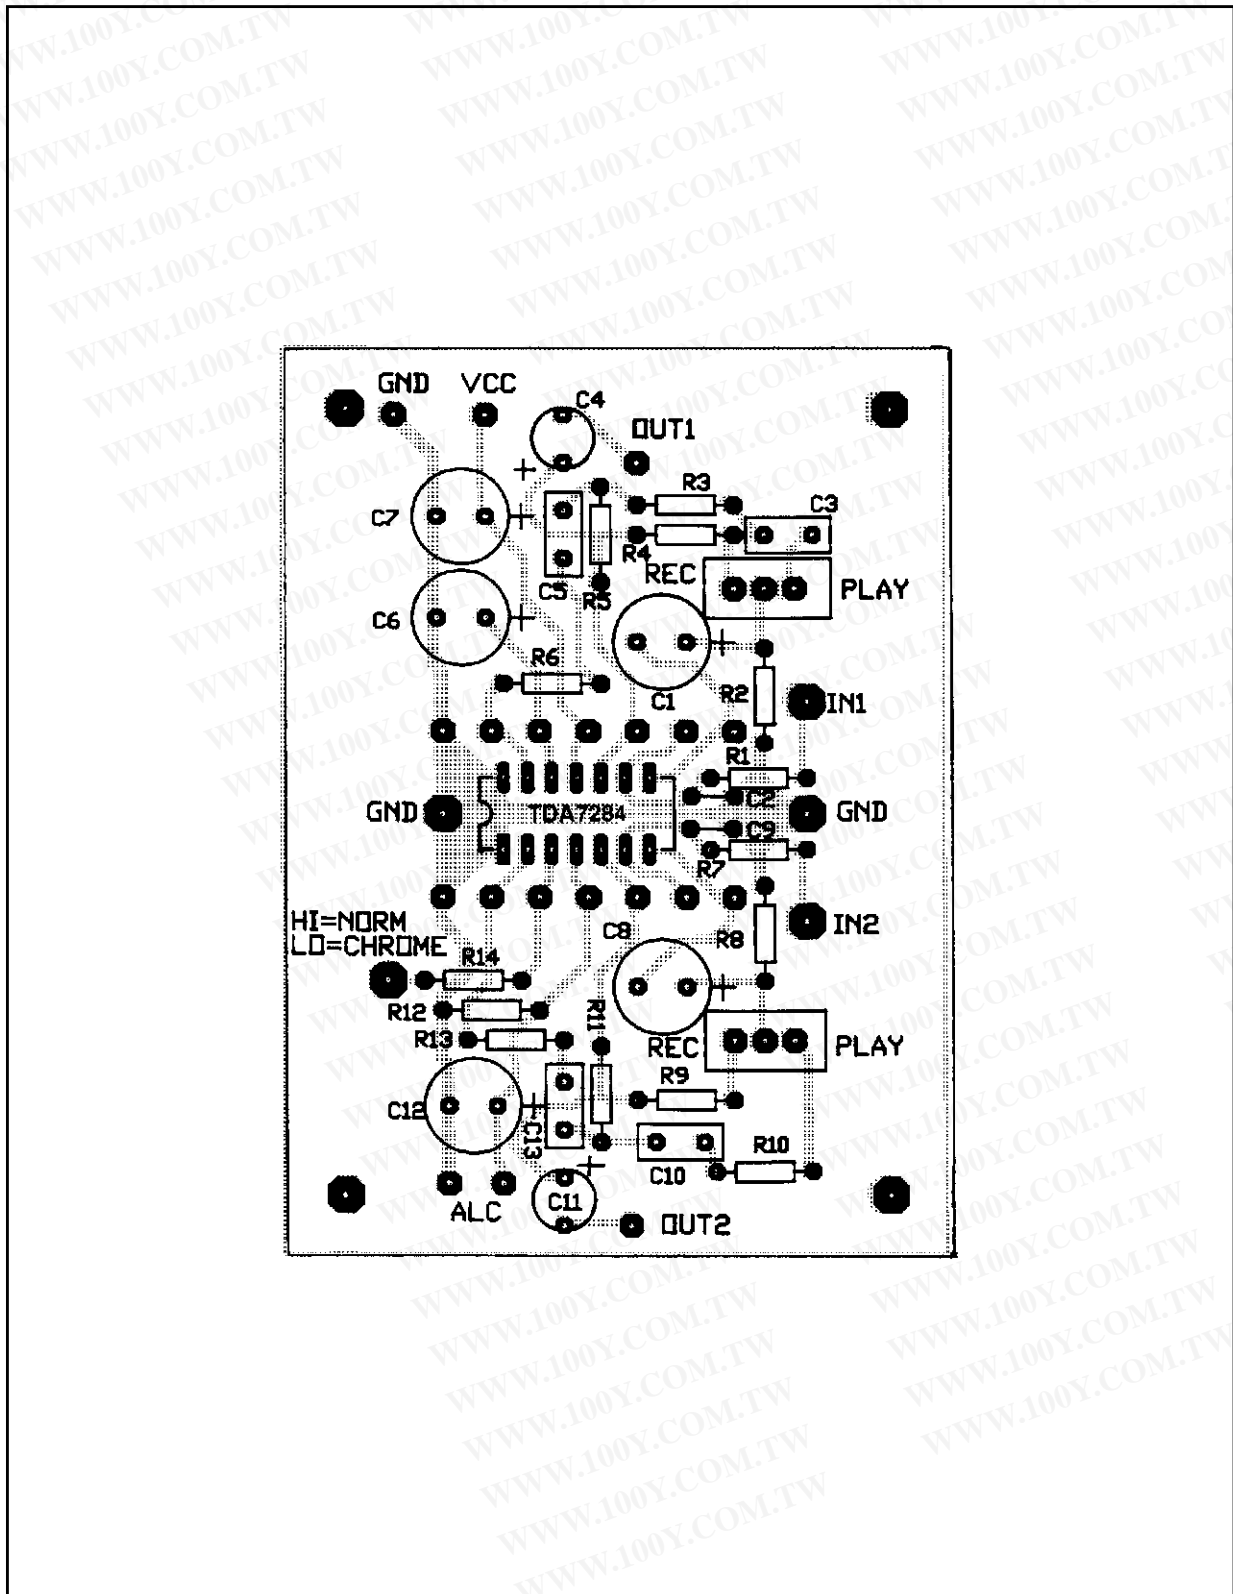 GND VCC
C4
OUT1
R3
C3
C7
R4
REC
C5
R5
PLAY
C6
R6
C1
R2
IN1
R1
C2
GND
TDA7284
GND
C9
R7
HI=NORM
LO=CHROME
C8
R8
IN2
R14
R12
R11
R13
REC
PLAY
R9
C12
C13
R10
C10
ALC
C11
OUT2
WWW.100Y.COM.TW